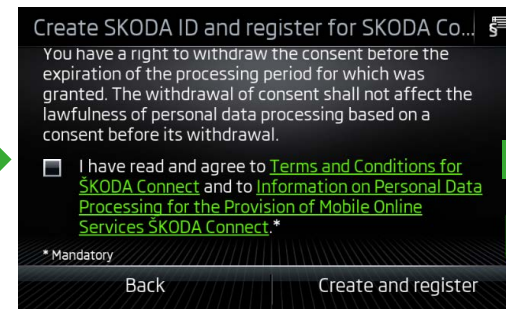 Create SKODA ID and register for SKODA Co...
You have a right to withdraw the consent before the
expiration of the processing period for which was
granted. The withdrawal of consent shall not affect the
lawfulness of personal data processing based on a
consent before its withdrawal.
I have read and agree to Terms and Conditions for
ŠKODA Connect and to Information on Personal Data
Processing for the Provision of Mobile Online
Services ŠKODA Connect.*
* Mandatory
Back Create and register